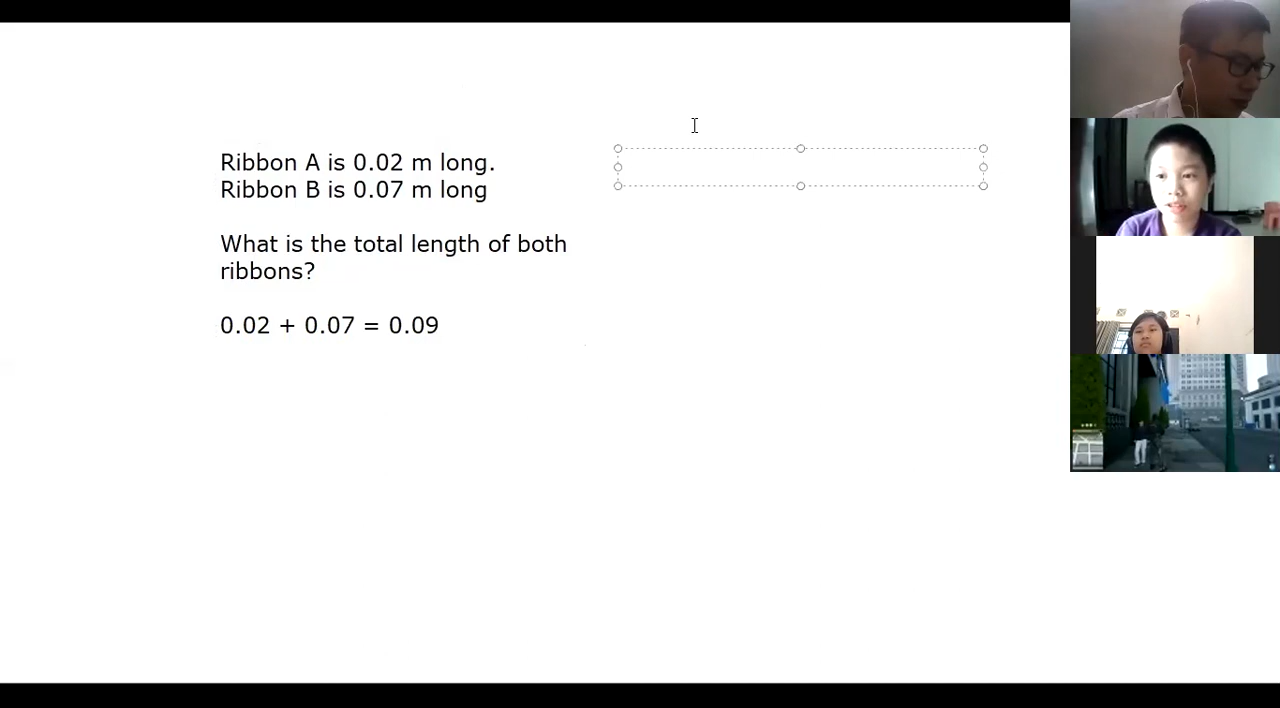 Ribbon A is 0.02 m long.
Ribbon B is 0.07 m long
What is the total length of both
ribbons?
0.02 + 0.07 = 0.09